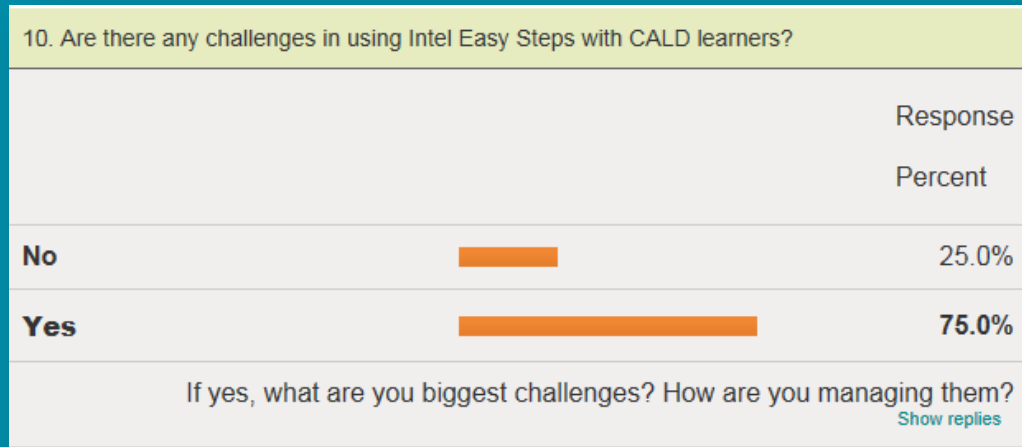 10. Are there any challenges in using Intel Easy Steps with CALD learners?
Response
Percent
No 25.0%
Yes 75.0%
If yes, what are you biggest challenges? How are you managing them?
Show replies